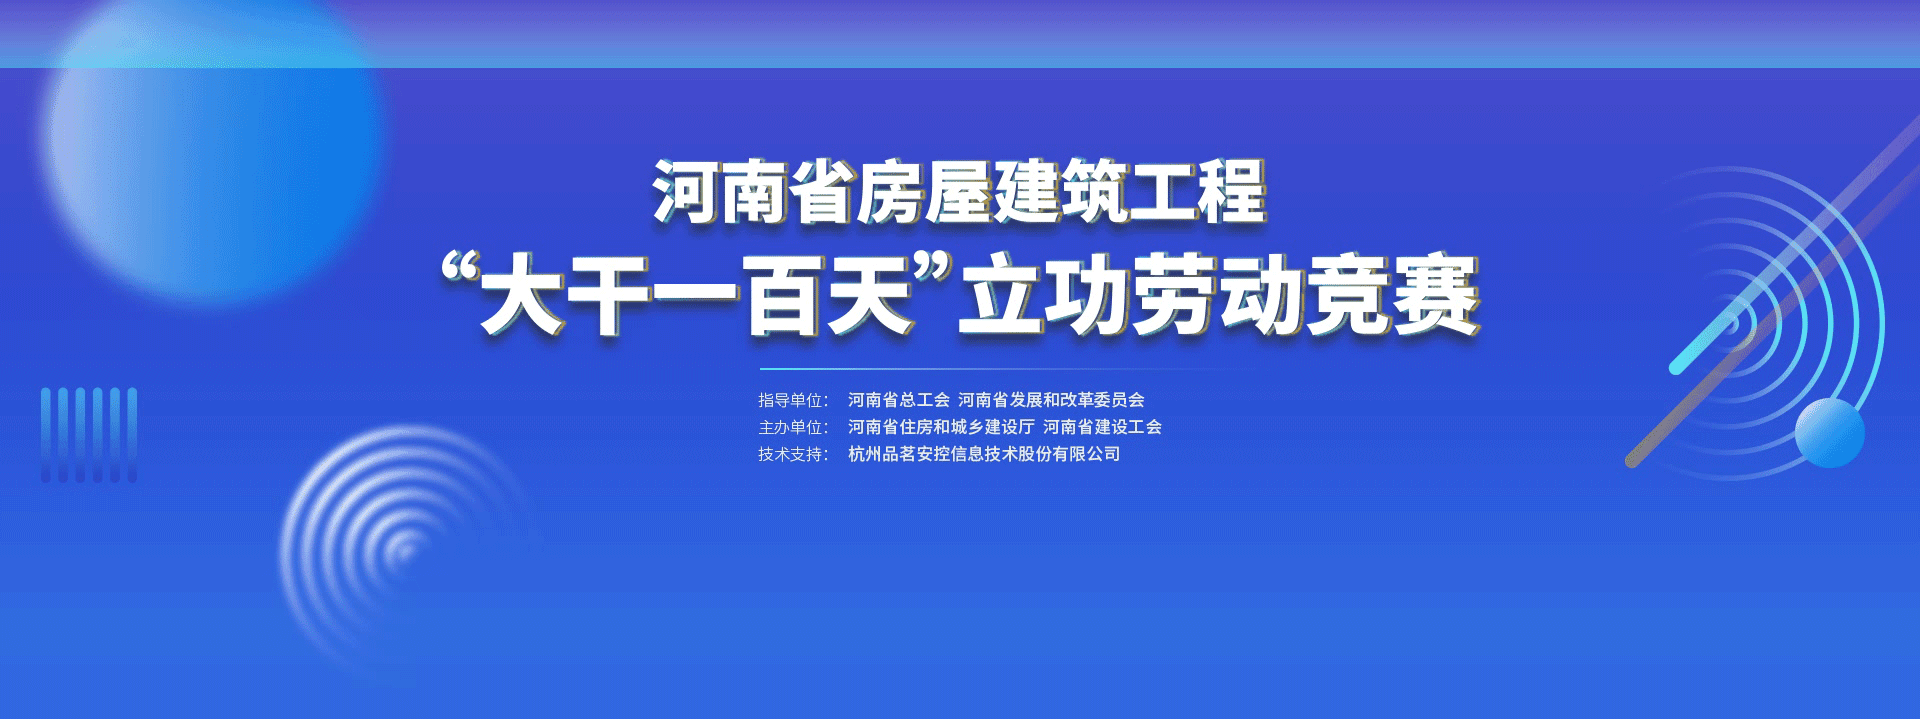 河南省房屋建筑工程
“大干一百天”立功劳动竞赛
指导单位： 河南省总工会 河南省发展和改革委员会
主办单位： 河南省住房和城乡建设厅 河南省建设工会
技术支持： 杭州品茗安控信息技术股份有限公司